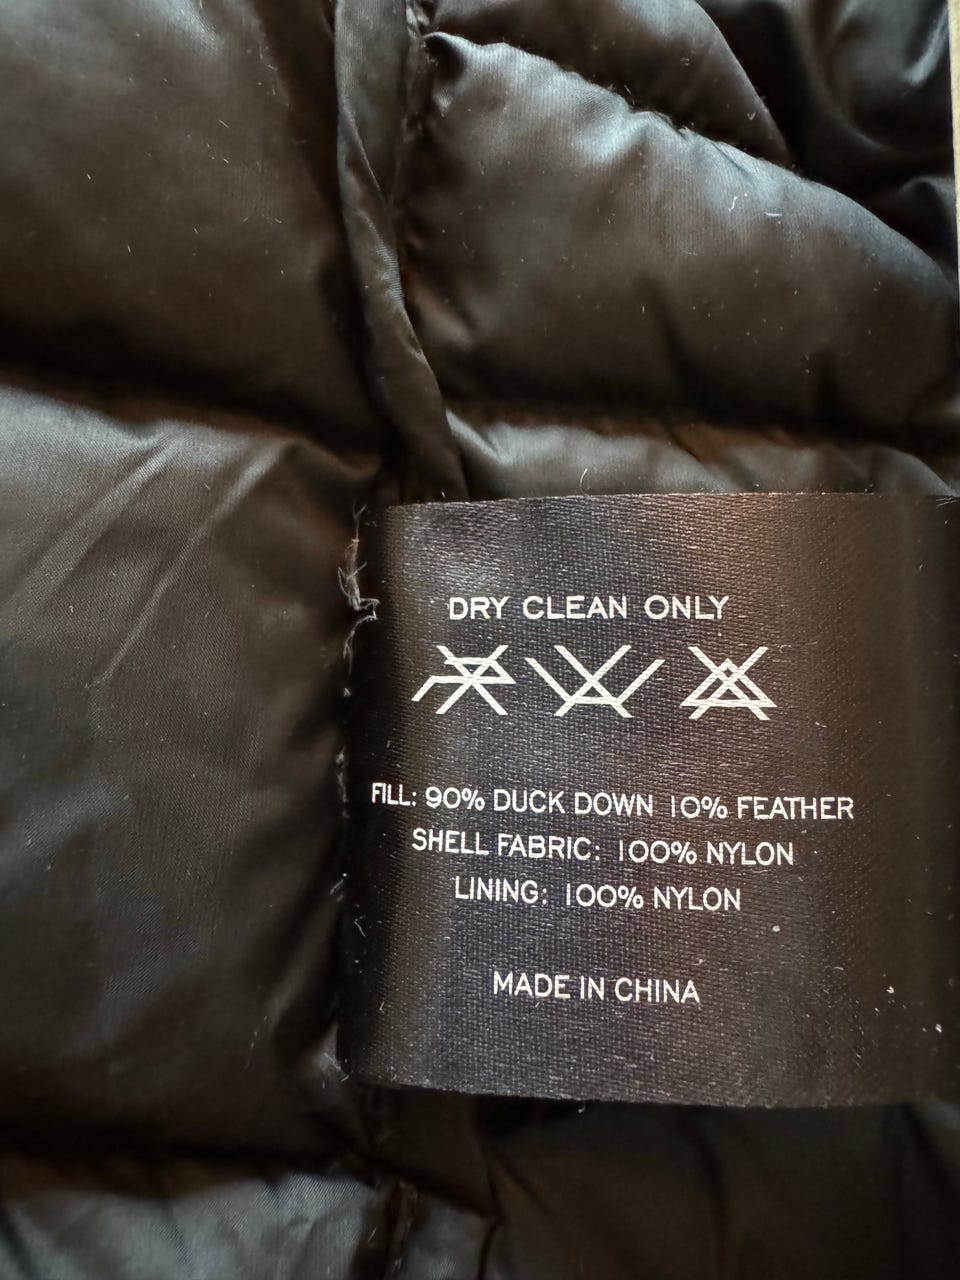 DRY CLEAN ONLY
FILL: 90% DUCK DOWN 10% FEATHER
SHELL FABRIC: 100% NYLON
LINING: 100% NYLON
MADE IN CHINA